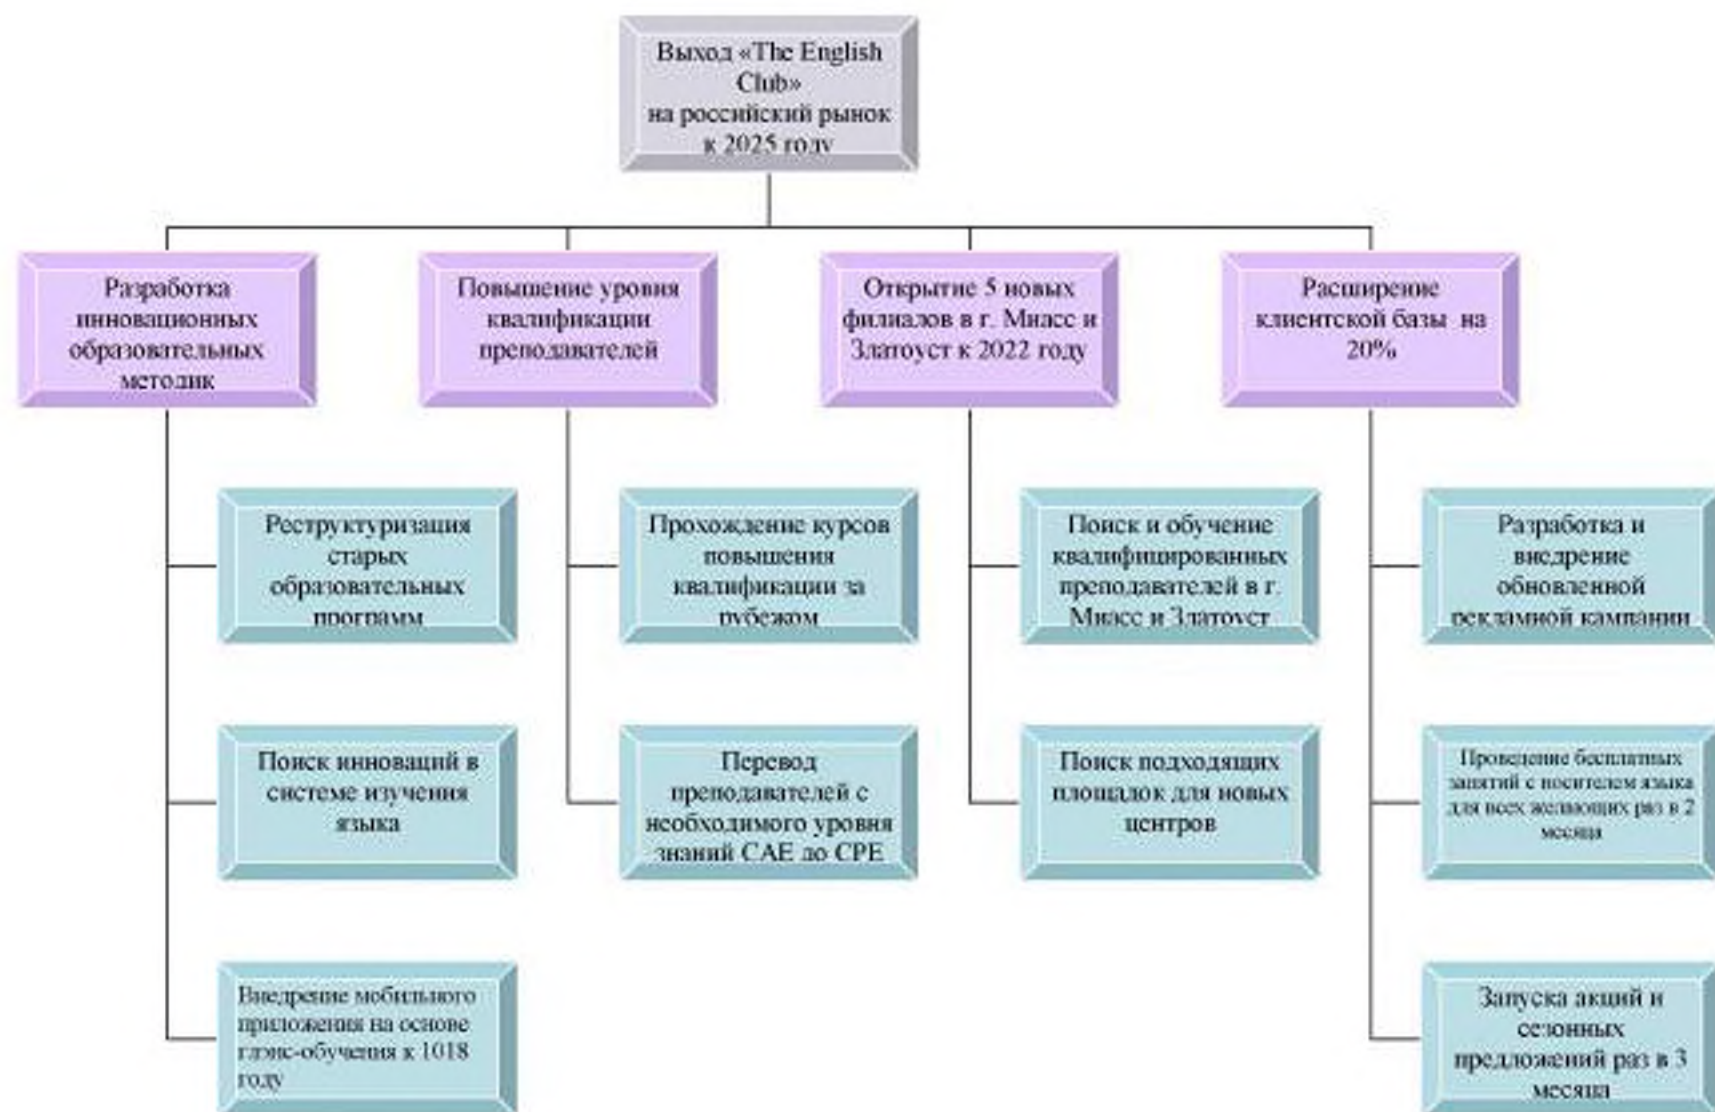 Выход «The English
Club»
на российский рынок
к 2025 году
Разработка
инновационных
образовательных
методик
Повышение уровня
квалификации
преподавателей
Открытие 5 новых
филиалов в г. Миасс и
Златоуст к 2022 году
Расширение
клиентской базы на
20%
Реструктуризация
старых
образовательных
программ
Прохождение курсов
повышения
квалификации за
рубежом
Поиск и обучение
квалифицированных
преподавателей в г.
Миасс и Златоуст
Разработка и
внедрение
обновленной
рекламной кампании
Поиск инноваций в
системе изучения
языка
Перевод
преподавателей с
необходимого уровня
знаний CAE до CPE
Поиск подходящих
площадок для новых
центров
Проведение бесплатных
занятий с носителем языка
для всех желающих раз в 2
месяца
Внедрение мобильного
приложения на основе
глэнс-обучения к 1018
году
Запуска акций и
сезонных
предложений раз в 3
месяца